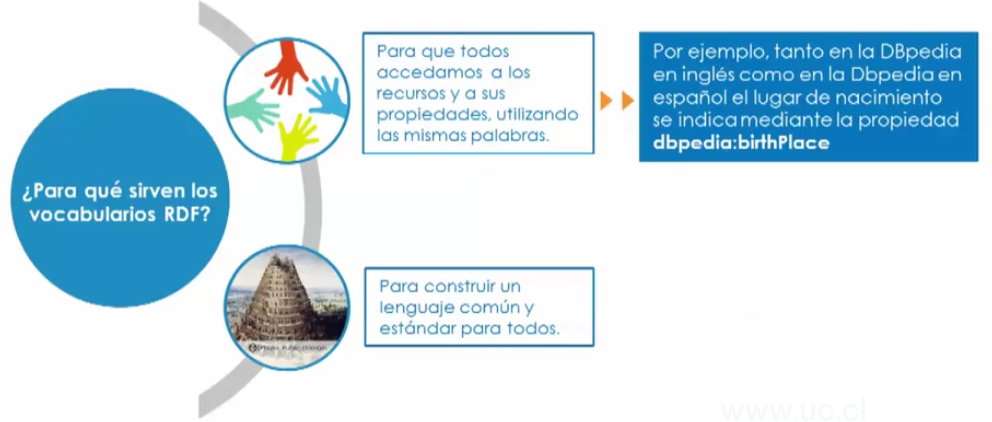 ¿Para qué sirven los
vocabularios RDF?
Para que todos
accedamos a los
recursos y a sus
propiedades, utilizando
las mismas palabras.
Por ejemplo, tanto en la DBpedia
en inglés como en la Dbpedia en
español el lugar de nacimiento
se indica mediante la propiedad
dbpedia:birthPlace
Para construir un
lenguaje común y
estándar para todos.
Public Domain
www.uc.cl